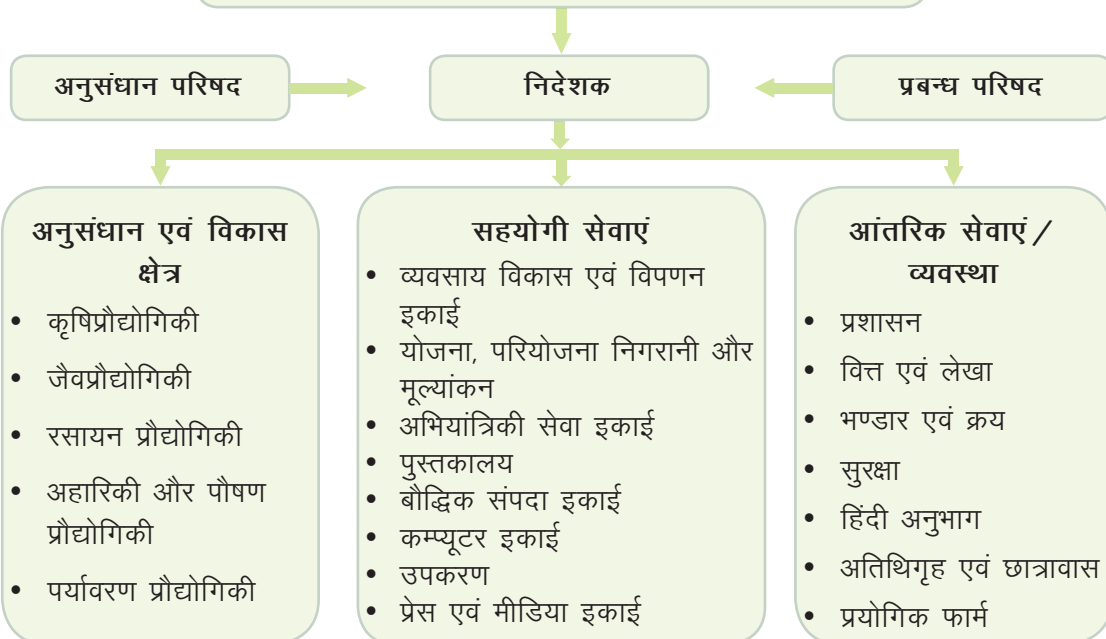 अनुसंधान परिषद
निदेशक
प्रबन्ध परिषद
अनुसंधान एवं विकास
क्षेत्र
• कृषिप्रौद्योगिकी
• जैवप्रौद्योगिकी
• रसायन प्रौद्योगिकी
• अहारिकी और पौषण
प्रौद्योगिकी
• पर्यावरण प्रौद्योगिकी
सहयोगी सेवाएं
• व्यवसाय विकास एवं विपणन
इकाई
• योजना, परियोजना निगरानी और
मूल्यांकन
• अभियांत्रिकी सेवा इकाई
• पुस्तकालय
• बौद्धिक संपदा इकाई
• कम्प्यूटर इकाई
• उपकरण
• प्रेस एवं मीडिया इकाई
आंतरिक सेवाएं /
व्यवस्था
• प्रशासन
• वित्त एवं लेखा
• भण्डार एवं क्रय
• सुरक्षा
• हिंदी अनुभाग
• अतिथिगृह एवं छात्रावास
• प्रयोगिक फार्म